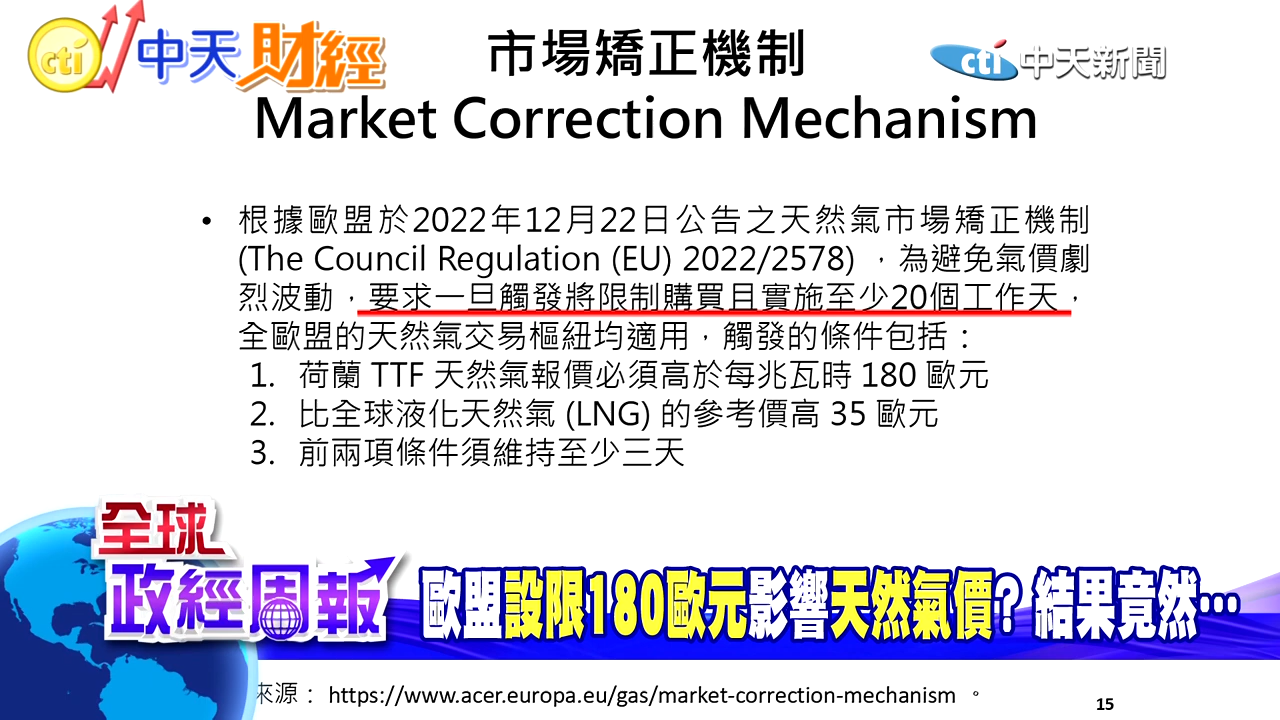 cti 中天財經
市場矯正機制
cti 中天新聞
Market Correction Mechanism
• 根據歐盟於2022年12月22日公告之天然氣市場矯正機制
(The Council Regulation (EU) 2022/2578) ，為避免氣價劇
烈波動，要求一旦觸發將限制購買且實施至少20個工作天，
全歐盟的天然氣交易樞紐均適用，觸發的條件包括：
1. 荷蘭 TTF 天然氣報價必須高於每兆瓦時 180 歐元
2. 比全球液化天然氣 (LNG) 的參考價高 35 歐元
3. 前兩項條件須維持至少三天
全球
政經周報
歐盟設限180歐元影響天然氣價? 結果竟然…
來源： https://www.acer.europa.eu/gas/market-correction-mechanism 。
15